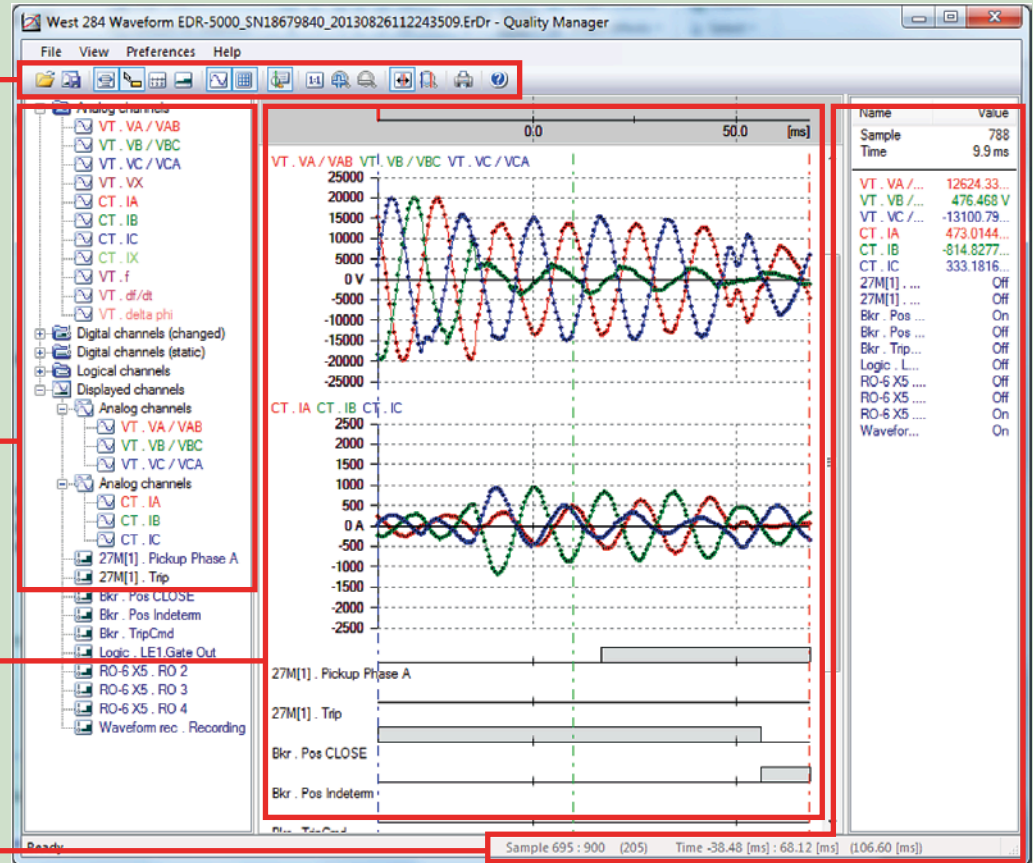 West 284 Waveform EDR-5000_SN18679840_20130826112243509.ErDr - Quality Manager
File View Preferences Help
1:1
Analog channels
VT . VA / VAB
VT . VB / VBC
VT . VC / VCA
VT . VX
CT . IA
CT . IB
CT . IC
CT . IX
VT . f
VT . df/dt
VT . delta phi
Digital channels (changed)
Digital channels (static)
Logical channels
Displayed channels
Analog channels
VT . VA / VAB
VT . VB / VBC
VT . VC / VCA
Analog channels
CT . IA
CT . IB
CT . IC
27M[1] . Pickup Phase A
27M[1] . Trip
Bkr . Pos CLOSE
Bkr . Pos Indeterm
Bkr . TripCmd
Logic . LE1.Gate Out
RO-6 X5 . RO 2
RO-6 X5 . RO 3
RO-6 X5 . RO 4
Waveform rec . Recording
0.0 50.0 [ms]
VT . VA / VAB VT . VB / VBC VT . VC / VCA
25000
20000
15000
10000
5000
0 V
-5000
-10000
-15000
-20000
-25000
CT . IA CT . IB CT . IC
2500
2000
1500
1000
500
0 A
-500
-1000
-1500
-2000
-2500
27M[1] . Pickup Phase A
27M[1] . Trip
Bkr . Pos CLOSE
Bkr . Pos Indeterm
Bkr . TripCmd
Name Value
Sample 788
Time 9.9 ms
VT . VA /... 12624.33...
VT . VB /... 476.468 V
VT . VC /... -13100.79...
CT . IA 473.0144...
CT . IB -814.8277...
CT . IC 333.1816...
27M[1] .... Off
27M[1] .... Off
Bkr . Pos ... On
Bkr . Pos ... Off
Bkr . Trip... Off
Logic . L... Off
RO-6 X5 .... Off
RO-6 X5 .... Off
RO-6 X5 .... On
Wavefor... On
Ready
Sample 695 : 900 (205) Time -38.48 [ms] : 68.12 [ms] (106.60 [ms])